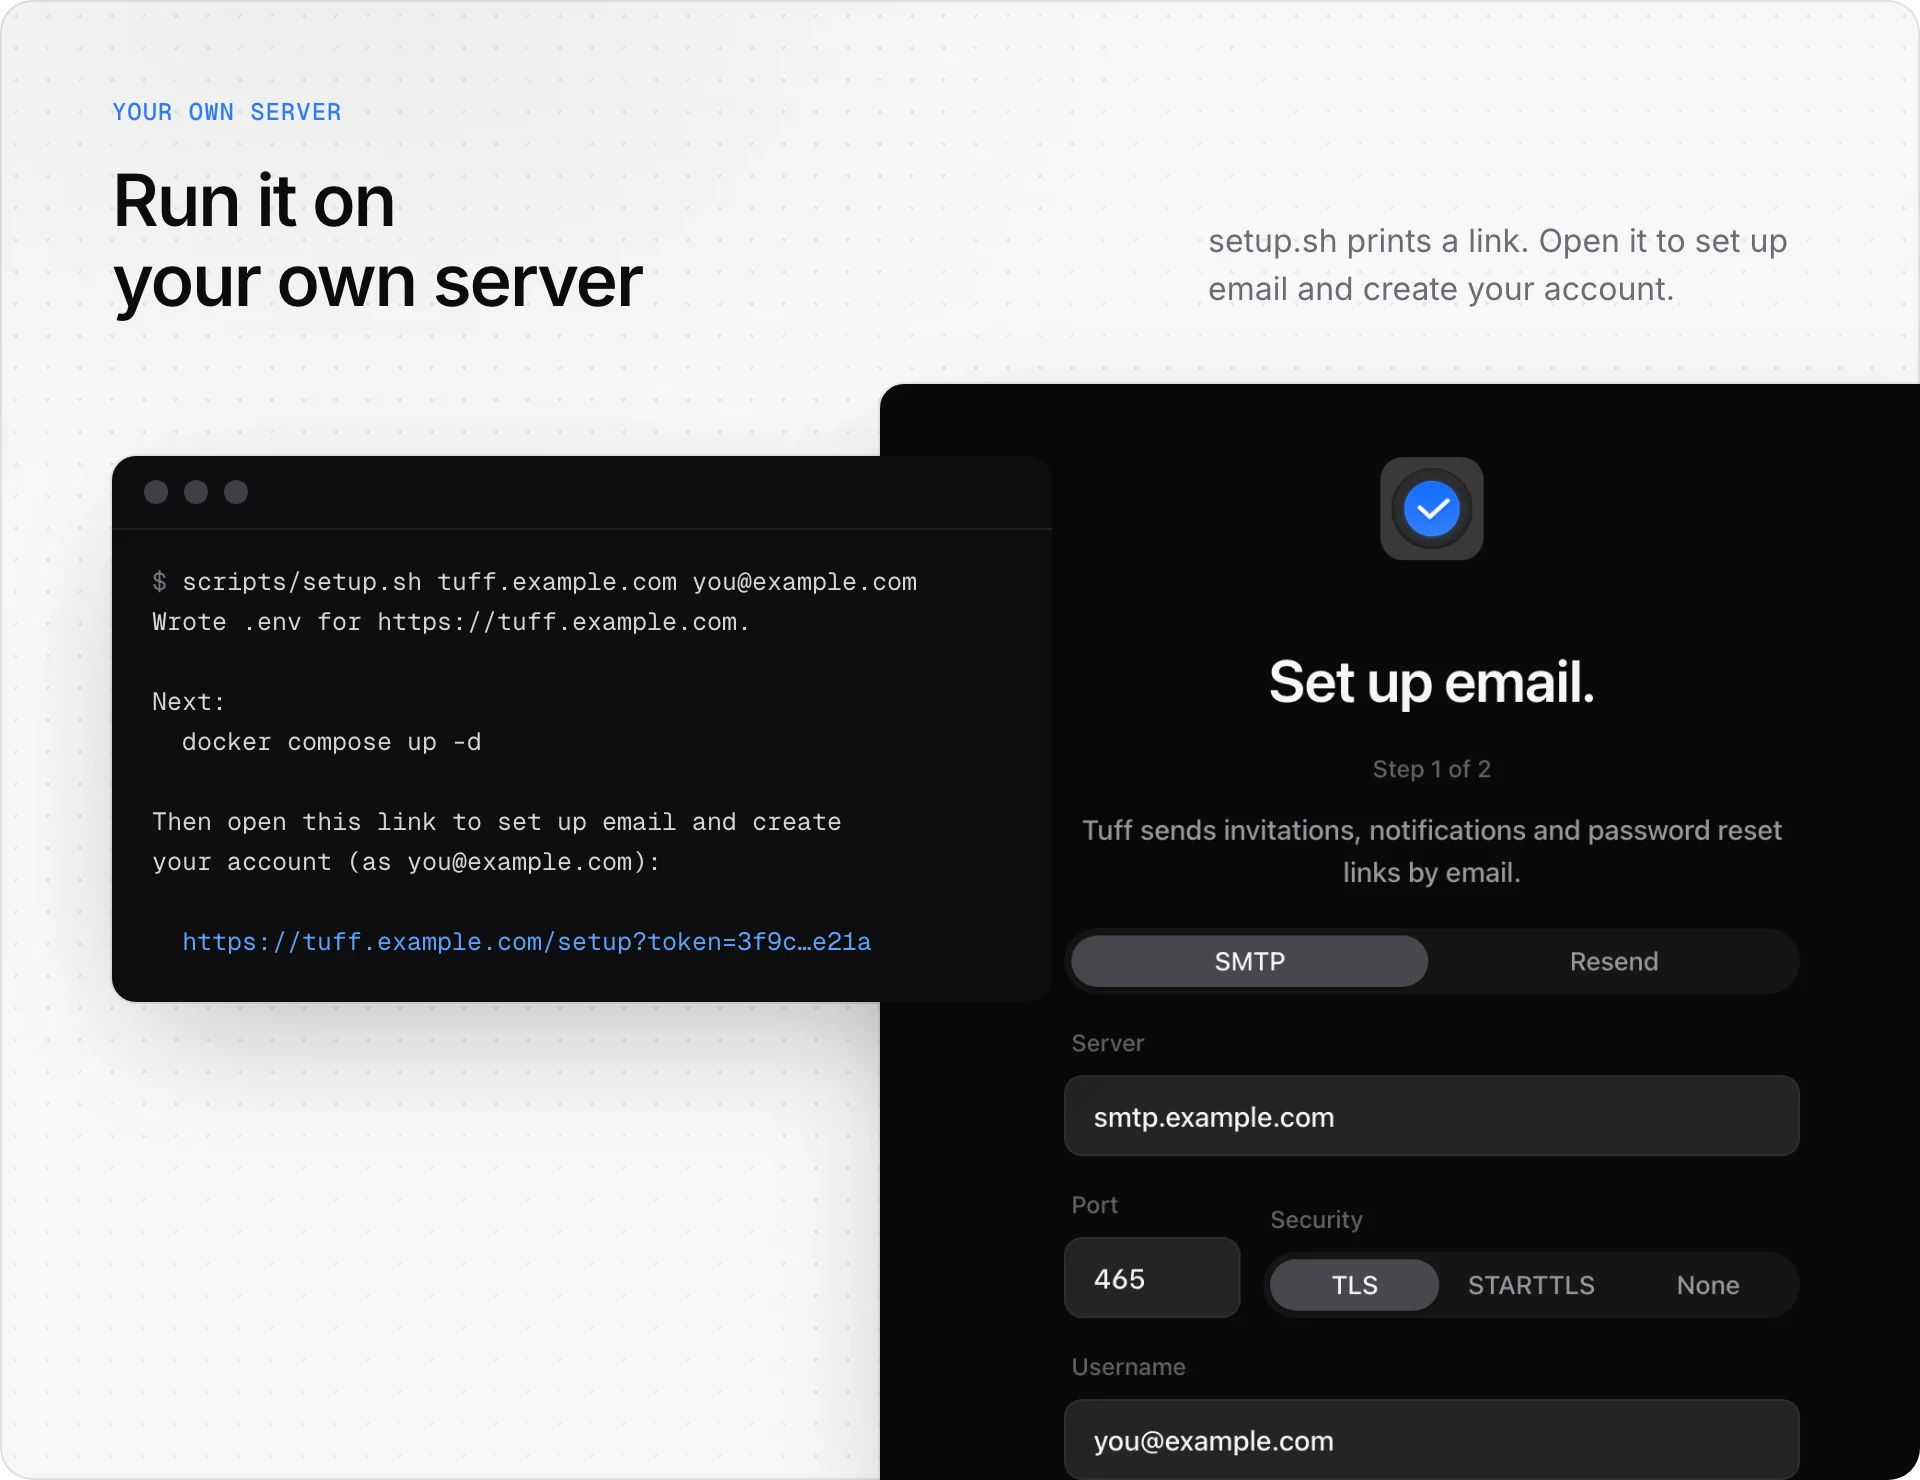 YOUR OWN SERVER
Run it on
your own server
setup.sh prints a link. Open it to set up
email and create your account.
$ scripts/setup.sh tuff.example.com you@example.com
Wrote .env for https://tuff.example.com.
Next:
docker compose up -d
Then open this link to set up email and create
your account (as you@example.com):
https://tuff.example.com/setup?token=3f9c…e21a
Set up email.
Step 1 of 2
Tuff sends invitations, notifications and password reset
links by email.
SMTP Resend
Server
smtp.example.com
Port Security
465 TLS STARTTLS None
Username
you@example.com